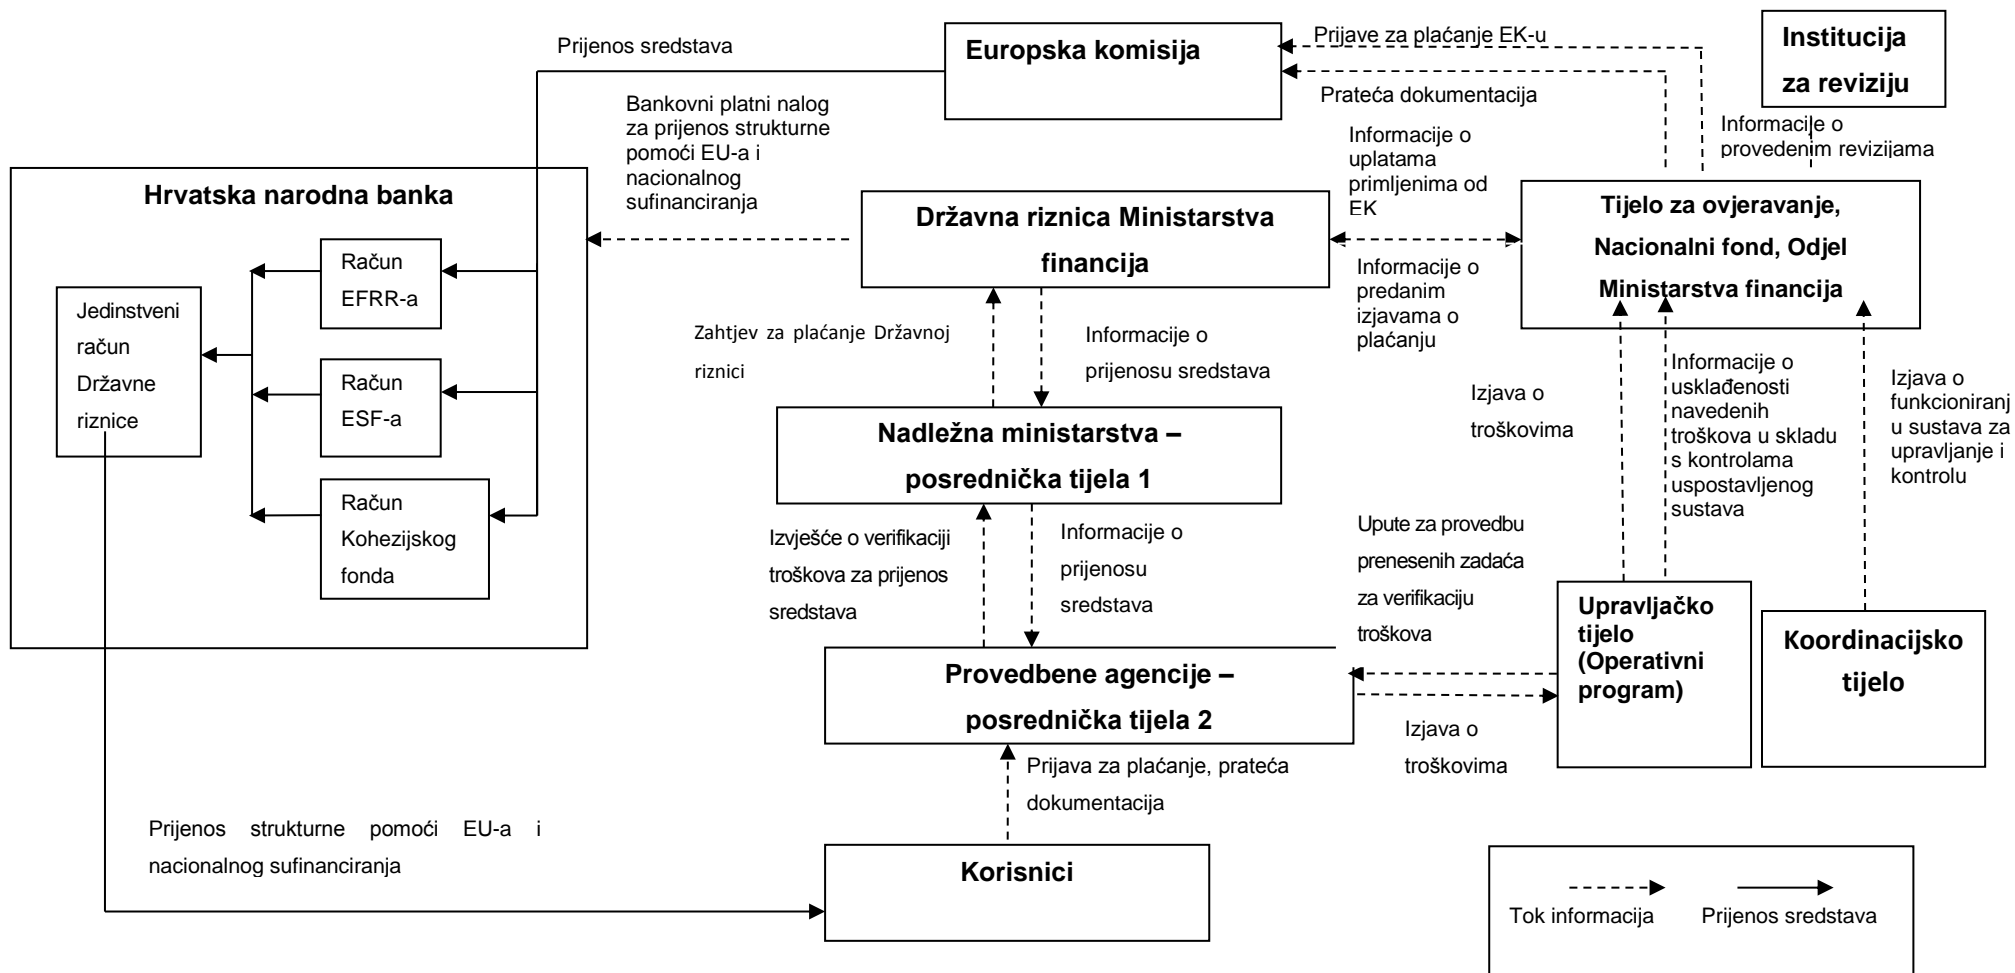 Prijenos sredstava
Europska komisija
Prijave za plaćanje EK-u
Prateća dokumentacija
Institucija
za reviziju
Bankovni platni nalog
za prijenos strukturne
pomoći EU-a i
nacionalnog
sufinanciranja
Informacije o
uplatama
primljenima od
EK
Informacije o
provedenim revizijama
Hrvatska narodna banka
Državna riznica Ministarstva
financija
Tijelo za ovjeravanje,
Nacionalni fond, Odjel
Ministarstva financija
Račun
EFRR-a
Jedinstveni
račun
Državne
riznice
Račun
ESF-a
Račun
Kohezijskog
fonda
Zahtjev za plaćanje Državnoj
riznici
Informacije o
prijenosu sredstava
Informacije o
predanim
izjavama o
plaćanju
Izjava o
troškovima
Informacije o
usklađenosti
navedenih
troškova u skladu
s kontrolama
uspostavljenog
sustava
Izjava o
funkcioniranj
u sustava za
upravljanje i
kontrolu
Nadležna ministarstva –
posrednička tijela 1
Izvješće o verifikaciji
troškova za prijenos
sredstava
Informacije o
prijenosu
sredstava
Upute za provedbu
prenesenih zadaća
za verifikaciju
troškova
Upravljačko
tijelo
(Operativni
program)
Koordinacijsko
tijelo
Provedbene agencije –
posrednička tijela 2
Izjava o
troškovima
Prijava za plaćanje, prateća
dokumentacija
Prijenos strukturne pomoći EU-a i
nacionalnog sufinanciranja
Korisnici
Tok informacija
Prijenos sredstava